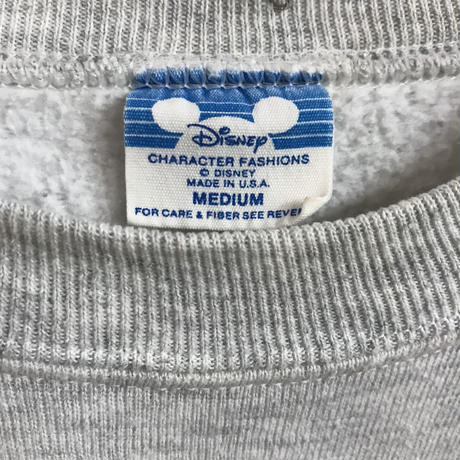 Disney
CHARACTER FASHIONS
© DISNEY
MADE IN U.S.A.
MEDIUM
FOR CARE & FIBER SEE REVE